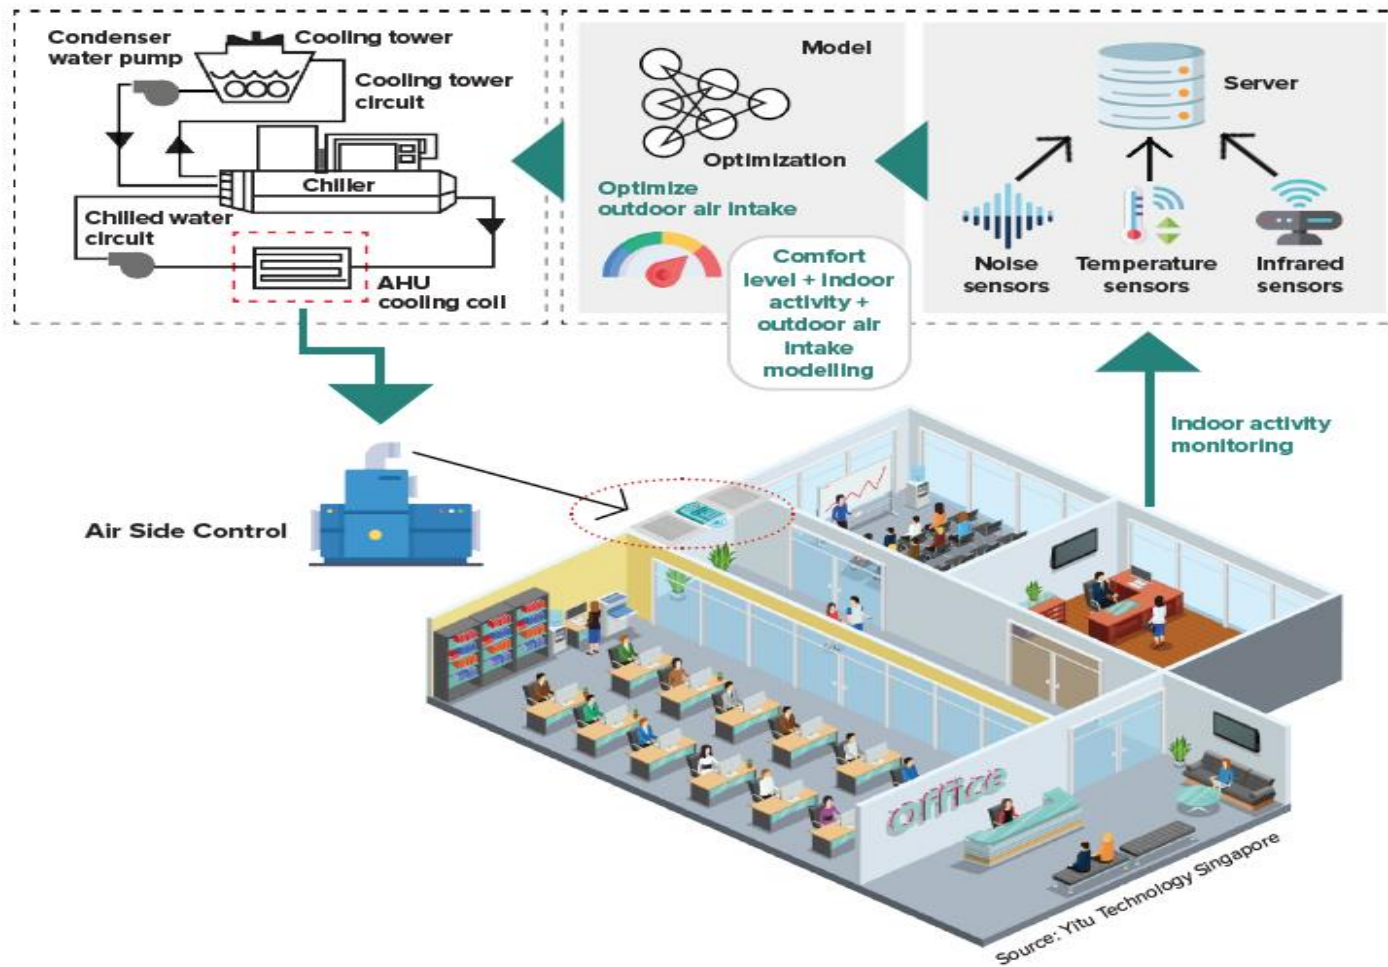 Condenser
water pump
Cooling tower
Cooling tower
circuit
Chiller
Chilled water
circuit
AHU
cooling coil
Model
Optimization
Optimize
outdoor air intake
Comfort
level + indoor
activity +
outdoor air
intake
modelling
Server
Noise
sensors
Temperature
sensors
Infrared
sensors
Indoor activity
monitoring
Air Side Control
office
Source: Yitu Technology Singapore